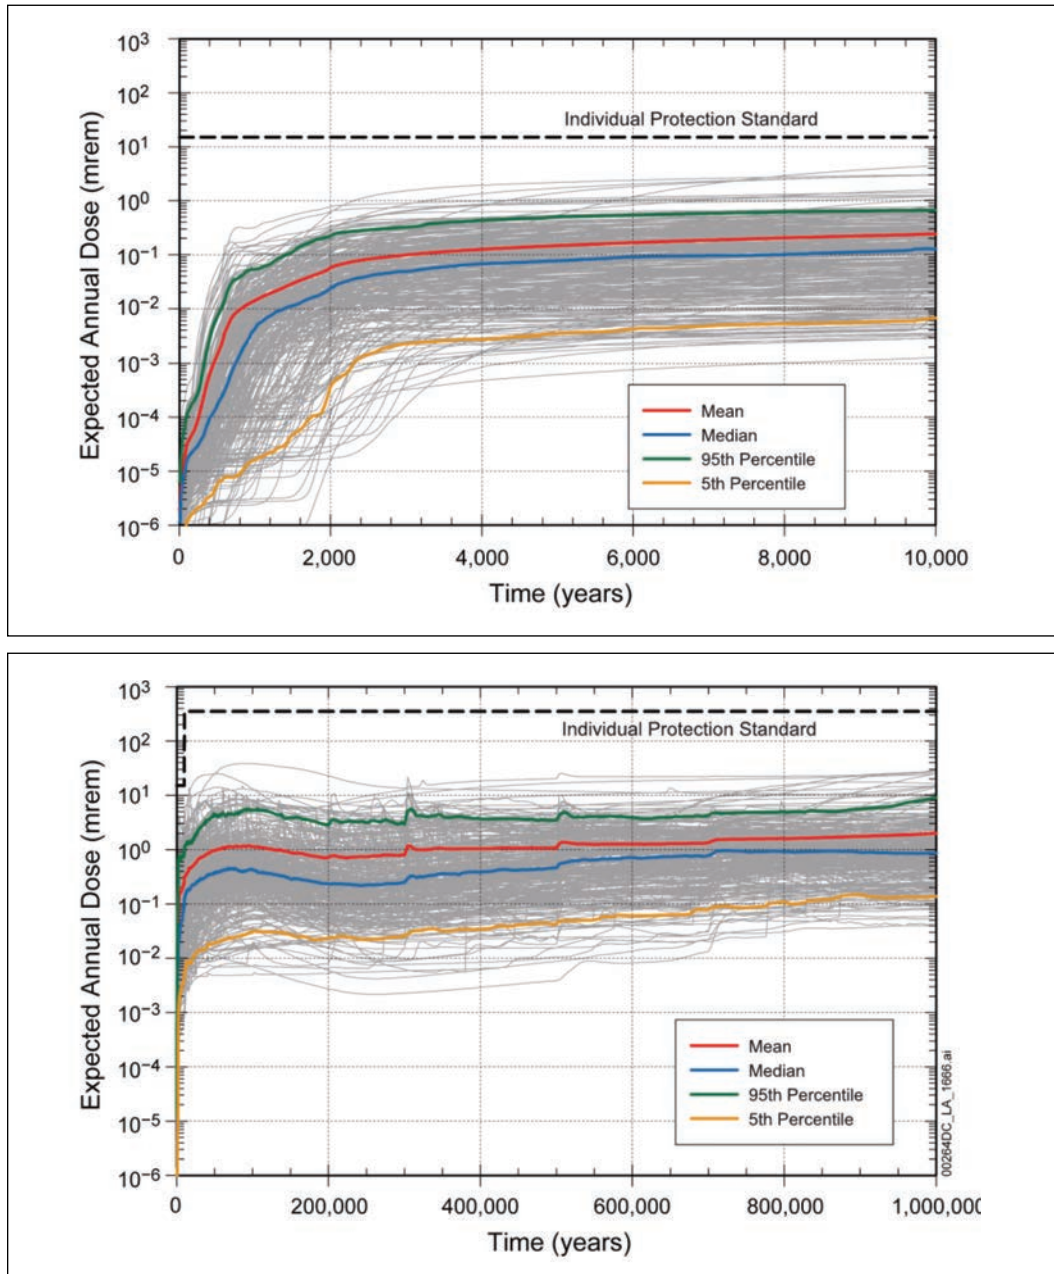 10³
10²
Individual Protection Standard
10¹
10⁰
10⁻¹
10⁻²
10⁻³
10⁻⁴
10⁻⁵
10⁻⁶
Expected Annual Dose (mrem)
Mean
Median
95th Percentile
5th Percentile
0 2,000 4,000 6,000 8,000 10,000
Time (years)
10³
10²
Individual Protection Standard
10¹
10⁰
10⁻¹
10⁻²
10⁻³
10⁻⁴
10⁻⁵
10⁻⁶
Expected Annual Dose (mrem)
Mean
Median
95th Percentile
5th Percentile
00264DC_LA_1666.ai
0 200,000 400,000 600,000 800,000 1,000,000
Time (years)